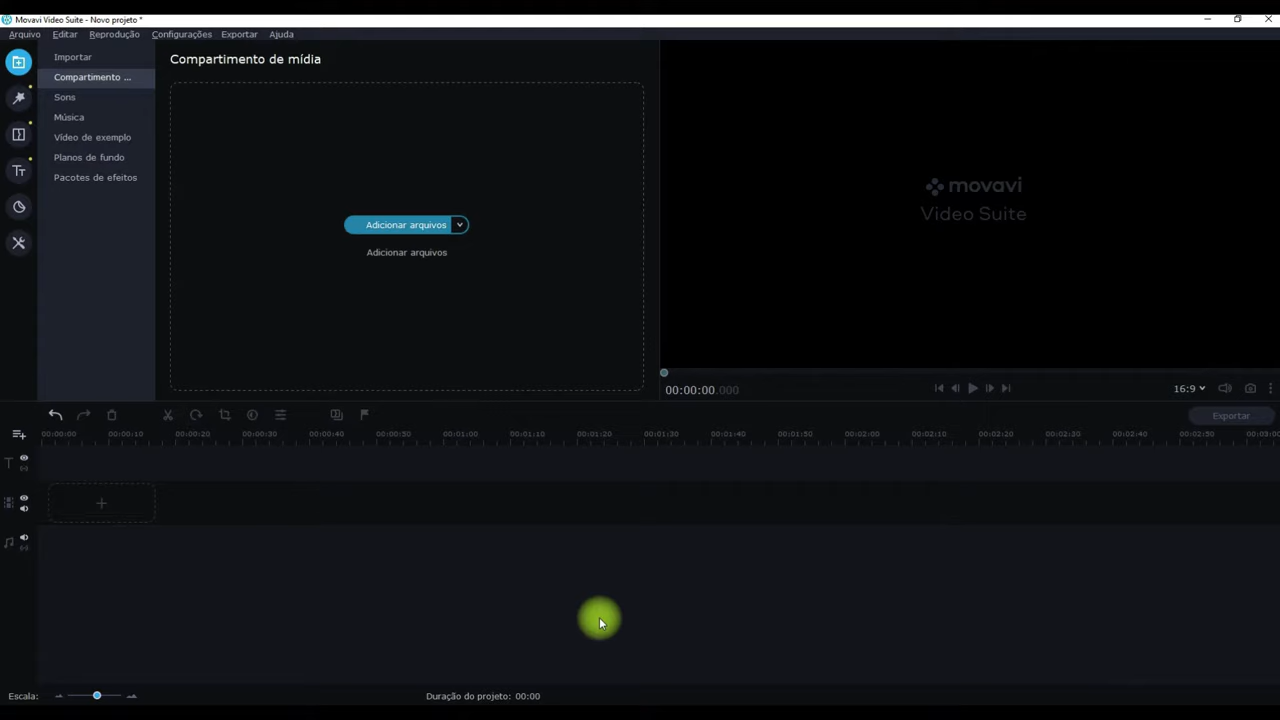 Movavi Video Suite - Novo projeto *
Arquivo Editar Reprodução Configurações Exportar Ajuda
Importar
Compartimento ...
Sons
Música
Vídeo de exemplo
Planos de fundo
Pacotes de efeitos
Compartimento de mídia
Adicionar arquivos
Adicionar arquivos
movavi
Video Suite
00:00:00.000
16:9
Exportar
00:00:00 00:00:10 00:00:20 00:00:30 00:00:40 00:00:50 00:01:00 00:01:10 00:01:20 00:01:30 00:01:40 00:01:50 00:02:00 00:02:10 00:02:20 00:02:30 00:02:40 00:02:50 00:03:00
Escala:
Duração do projeto: 00:00